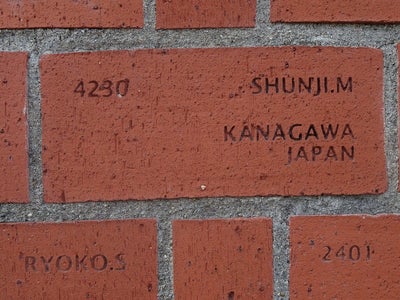 4230 SHUNJI.M
KANAGAWA
JAPAN
RYOKO.S 2401